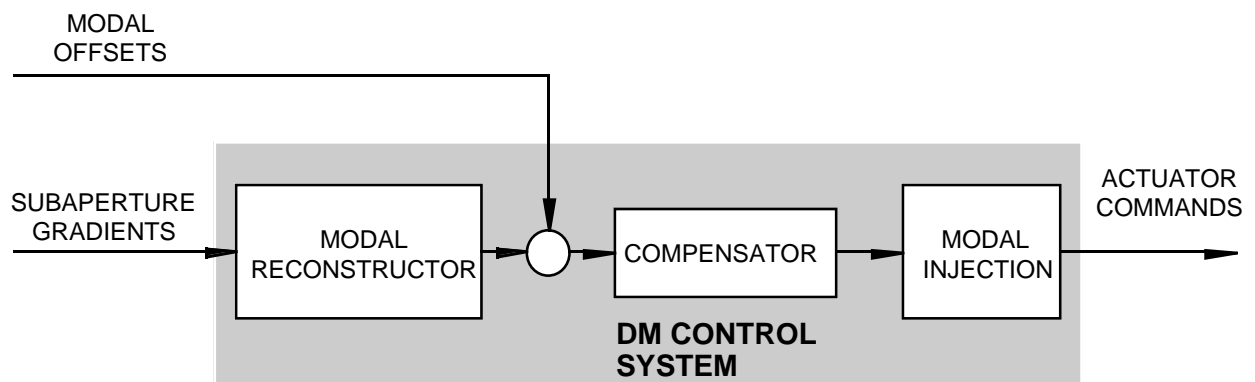 MODAL
OFFSETS
SUBAPERTURE
GRADIENTS
MODAL
RECONSTRUCTOR
COMPENSATOR
MODAL
INJECTION
ACTUATOR
COMMANDS
DM CONTROL
SYSTEM